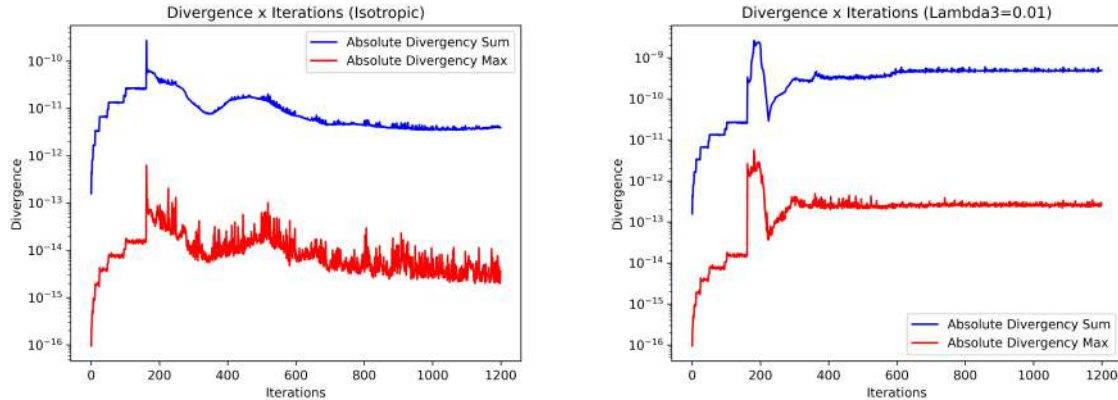 Divergence x Iterations (Isotropic)
Absolute Divergency Sum
Absolute Divergency Max
10⁻¹⁰
10⁻¹¹
10⁻¹²
10⁻¹³
10⁻¹⁴
10⁻¹⁵
10⁻¹⁶
Divergence
0 200 400 600 800 1000 1200
Iterations
Divergence x Iterations (Lambda3=0.01)
10⁻⁹
10⁻¹⁰
10⁻¹¹
10⁻¹²
10⁻¹³
10⁻¹⁴
10⁻¹⁵
10⁻¹⁶
Divergence
Absolute Divergency Sum
Absolute Divergency Max
0 200 400 600 800 1000 1200
Iterations